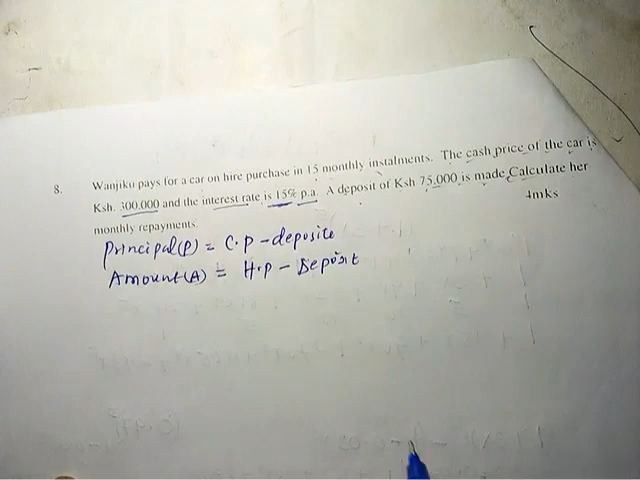 8. Wanjiku pays for a car on hire purchase in 15 monthly instalments. The cash price of the car is
Ksh. 300,000 and the interest rate is 15% p.a. A deposit of Ksh 75,000 is made. Calculate her
monthly repayments.
4mks
Principal(P) = C.P - deposite
Amount(A) = H.P - Deposit